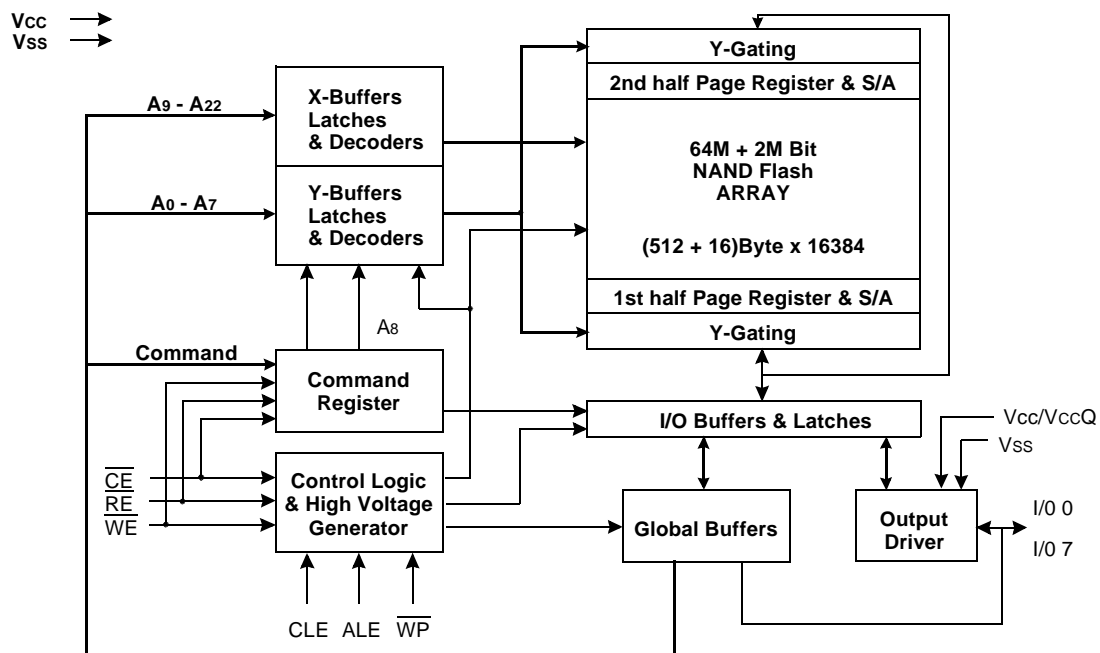 VCC
VSS
A9 - A22
X-Buffers
Latches
& Decoders
A0 - A7
Y-Buffers
Latches
& Decoders
Y-Gating
2nd half Page Register & S/A
64M + 2M Bit
NAND Flash
ARRAY
(512 + 16)Byte x 16384
1st half Page Register & S/A
Y-Gating
A8
Command
Command
Register
I/O Buffers & Latches
Vcc/VccQ
VSS
CE
RE
WE
Control Logic
& High Voltage
Generator
Global Buffers
Output
Driver
I/0 0
I/0 7
CLE
ALE
WP